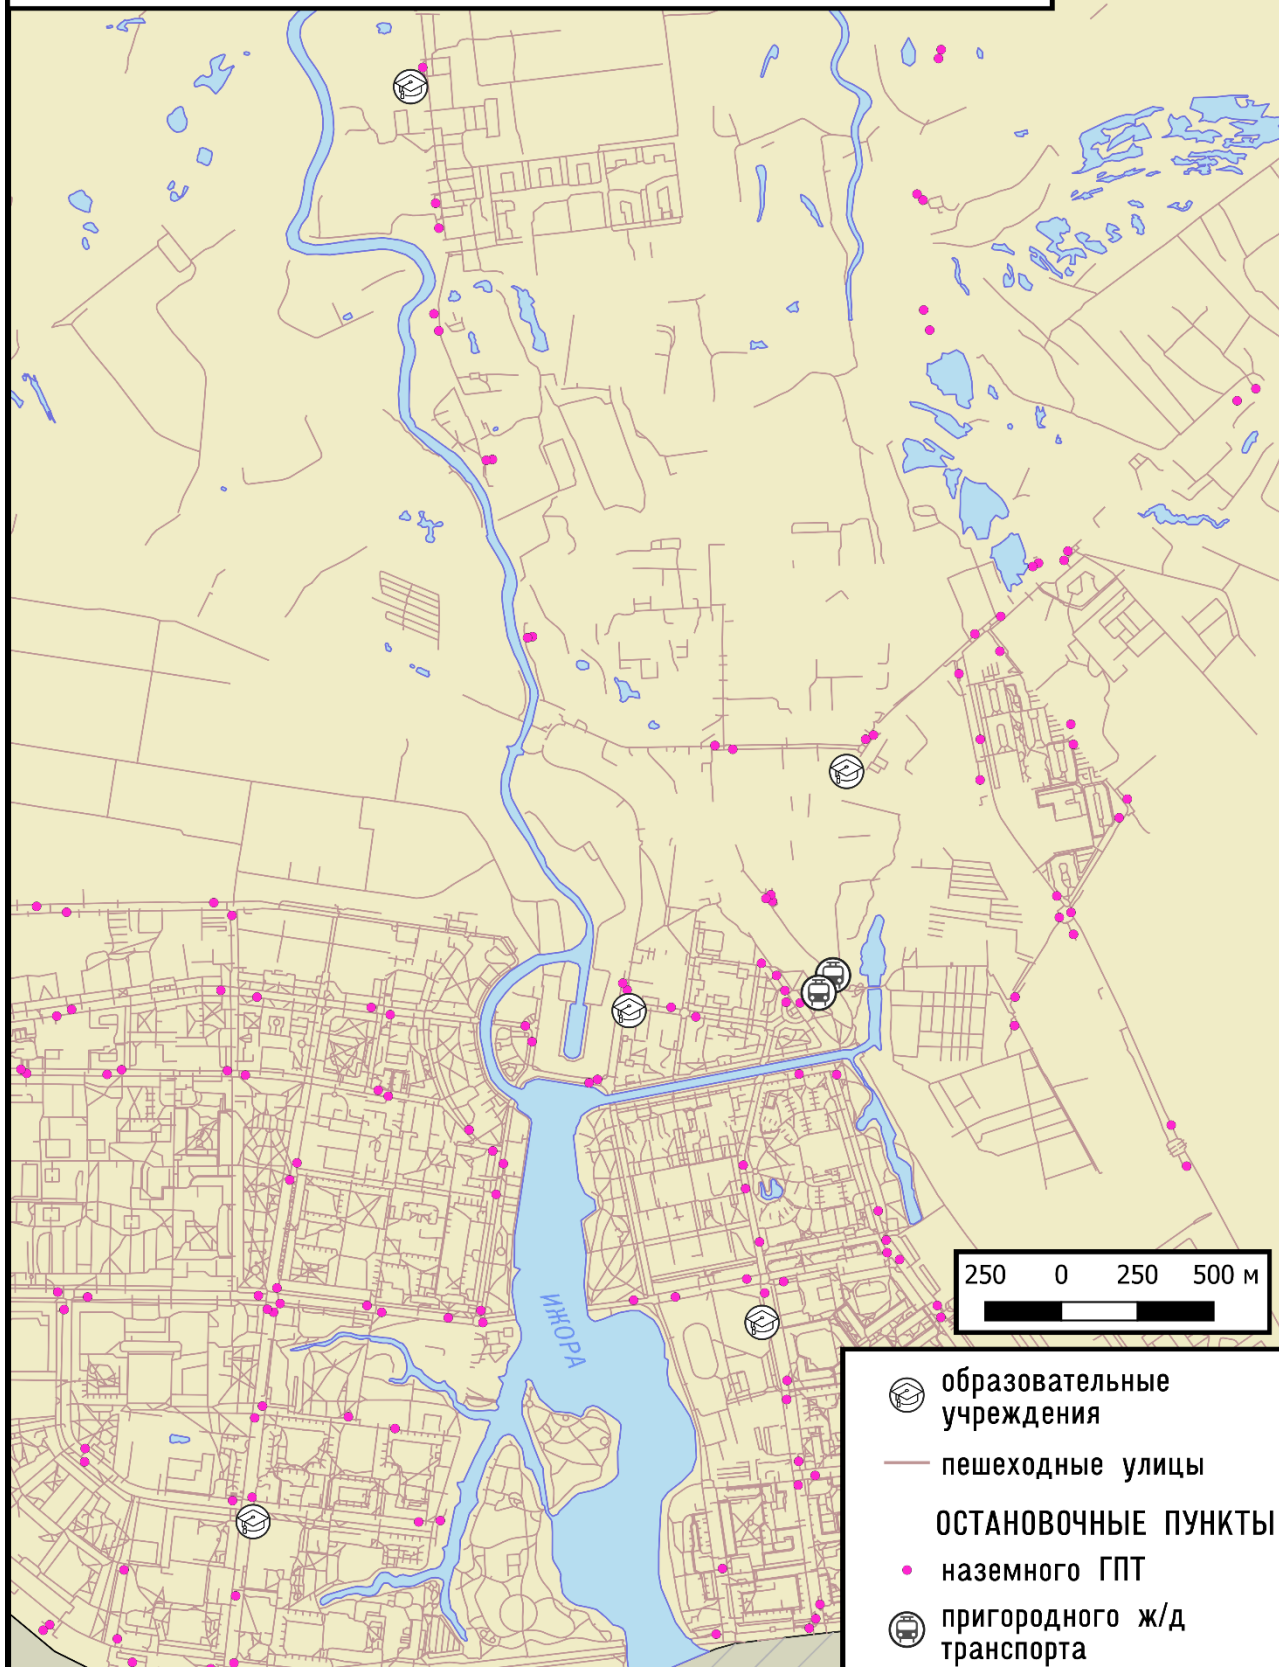 ИЖОРА
250 0 250 500 м
образовательные
учреждения
пешеходные улицы
ОСТАНОВОЧНЫЕ ПУНКТЫ
наземного ГПТ
пригородного ж/д
транспорта